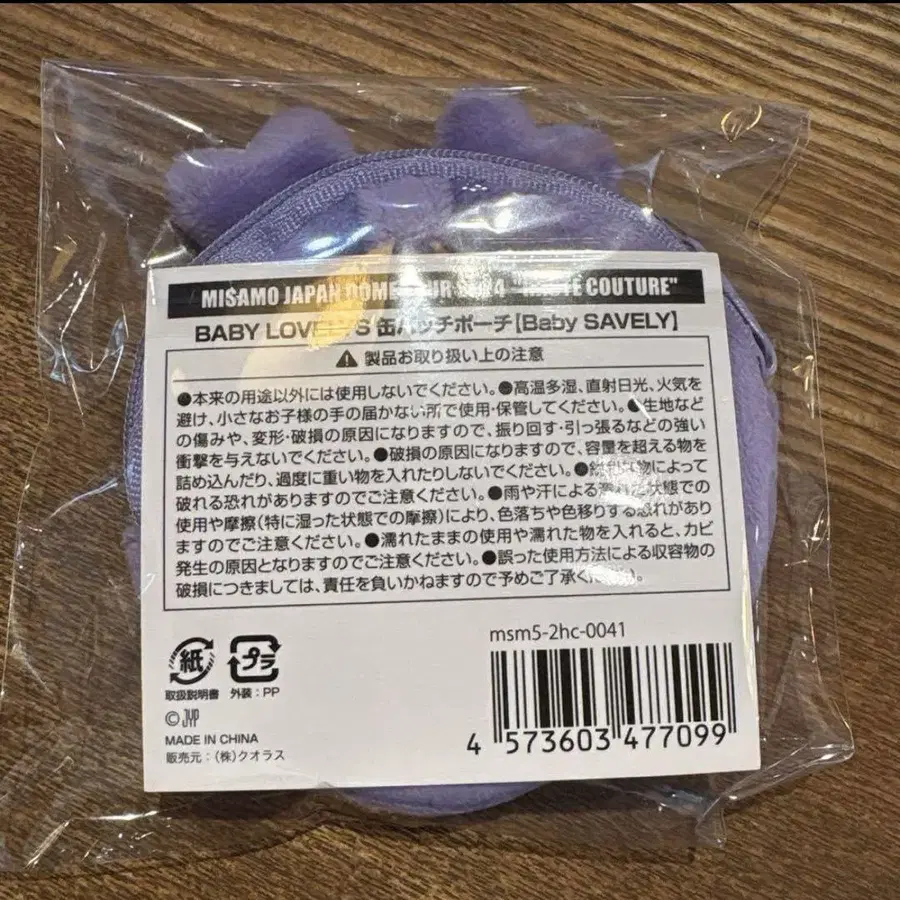 MISAMO JAPAN DOME TOUR 2024 "HAUTE COUTURE"
BABY LOVELYS 缶バッチポーチ【Baby SAVELY】
⚠ 製品お取り扱い上の注意
●本来の用途以外には使用しないでください。●高温多湿、直射日光、火気を
避け、小さなお子様の手の届かない所で使用・保管してください。●生地など
の傷みや、変形・破損の原因になりますので、振り回す・引っ張るなどの強い
衝撃を与えないでください。●破損の原因になりますので、容量を超える物を
詰め込んだり、過度に重い物を入れたりしないでください。●鋭利な物によって
破れる恐れがありますのでご注意ください。●雨や汗による濡れた状態での
使用や摩擦(特に湿った状態での摩擦)により、色落ちや色移りする恐れがあり
ますのでご注意ください。●濡れたままの使用や濡れた物を入れると、カビ
発生の原因となりますのでご注意ください。●誤った使用方法による収容物の
破損につきましては、責任を負いかねますので予めご了承ください。
紙 プラ
取扱説明書 外装:PP
© JYP
MADE IN CHINA
販売元:(株)クオラス
msm5-2hc-0041
4 573603 477099